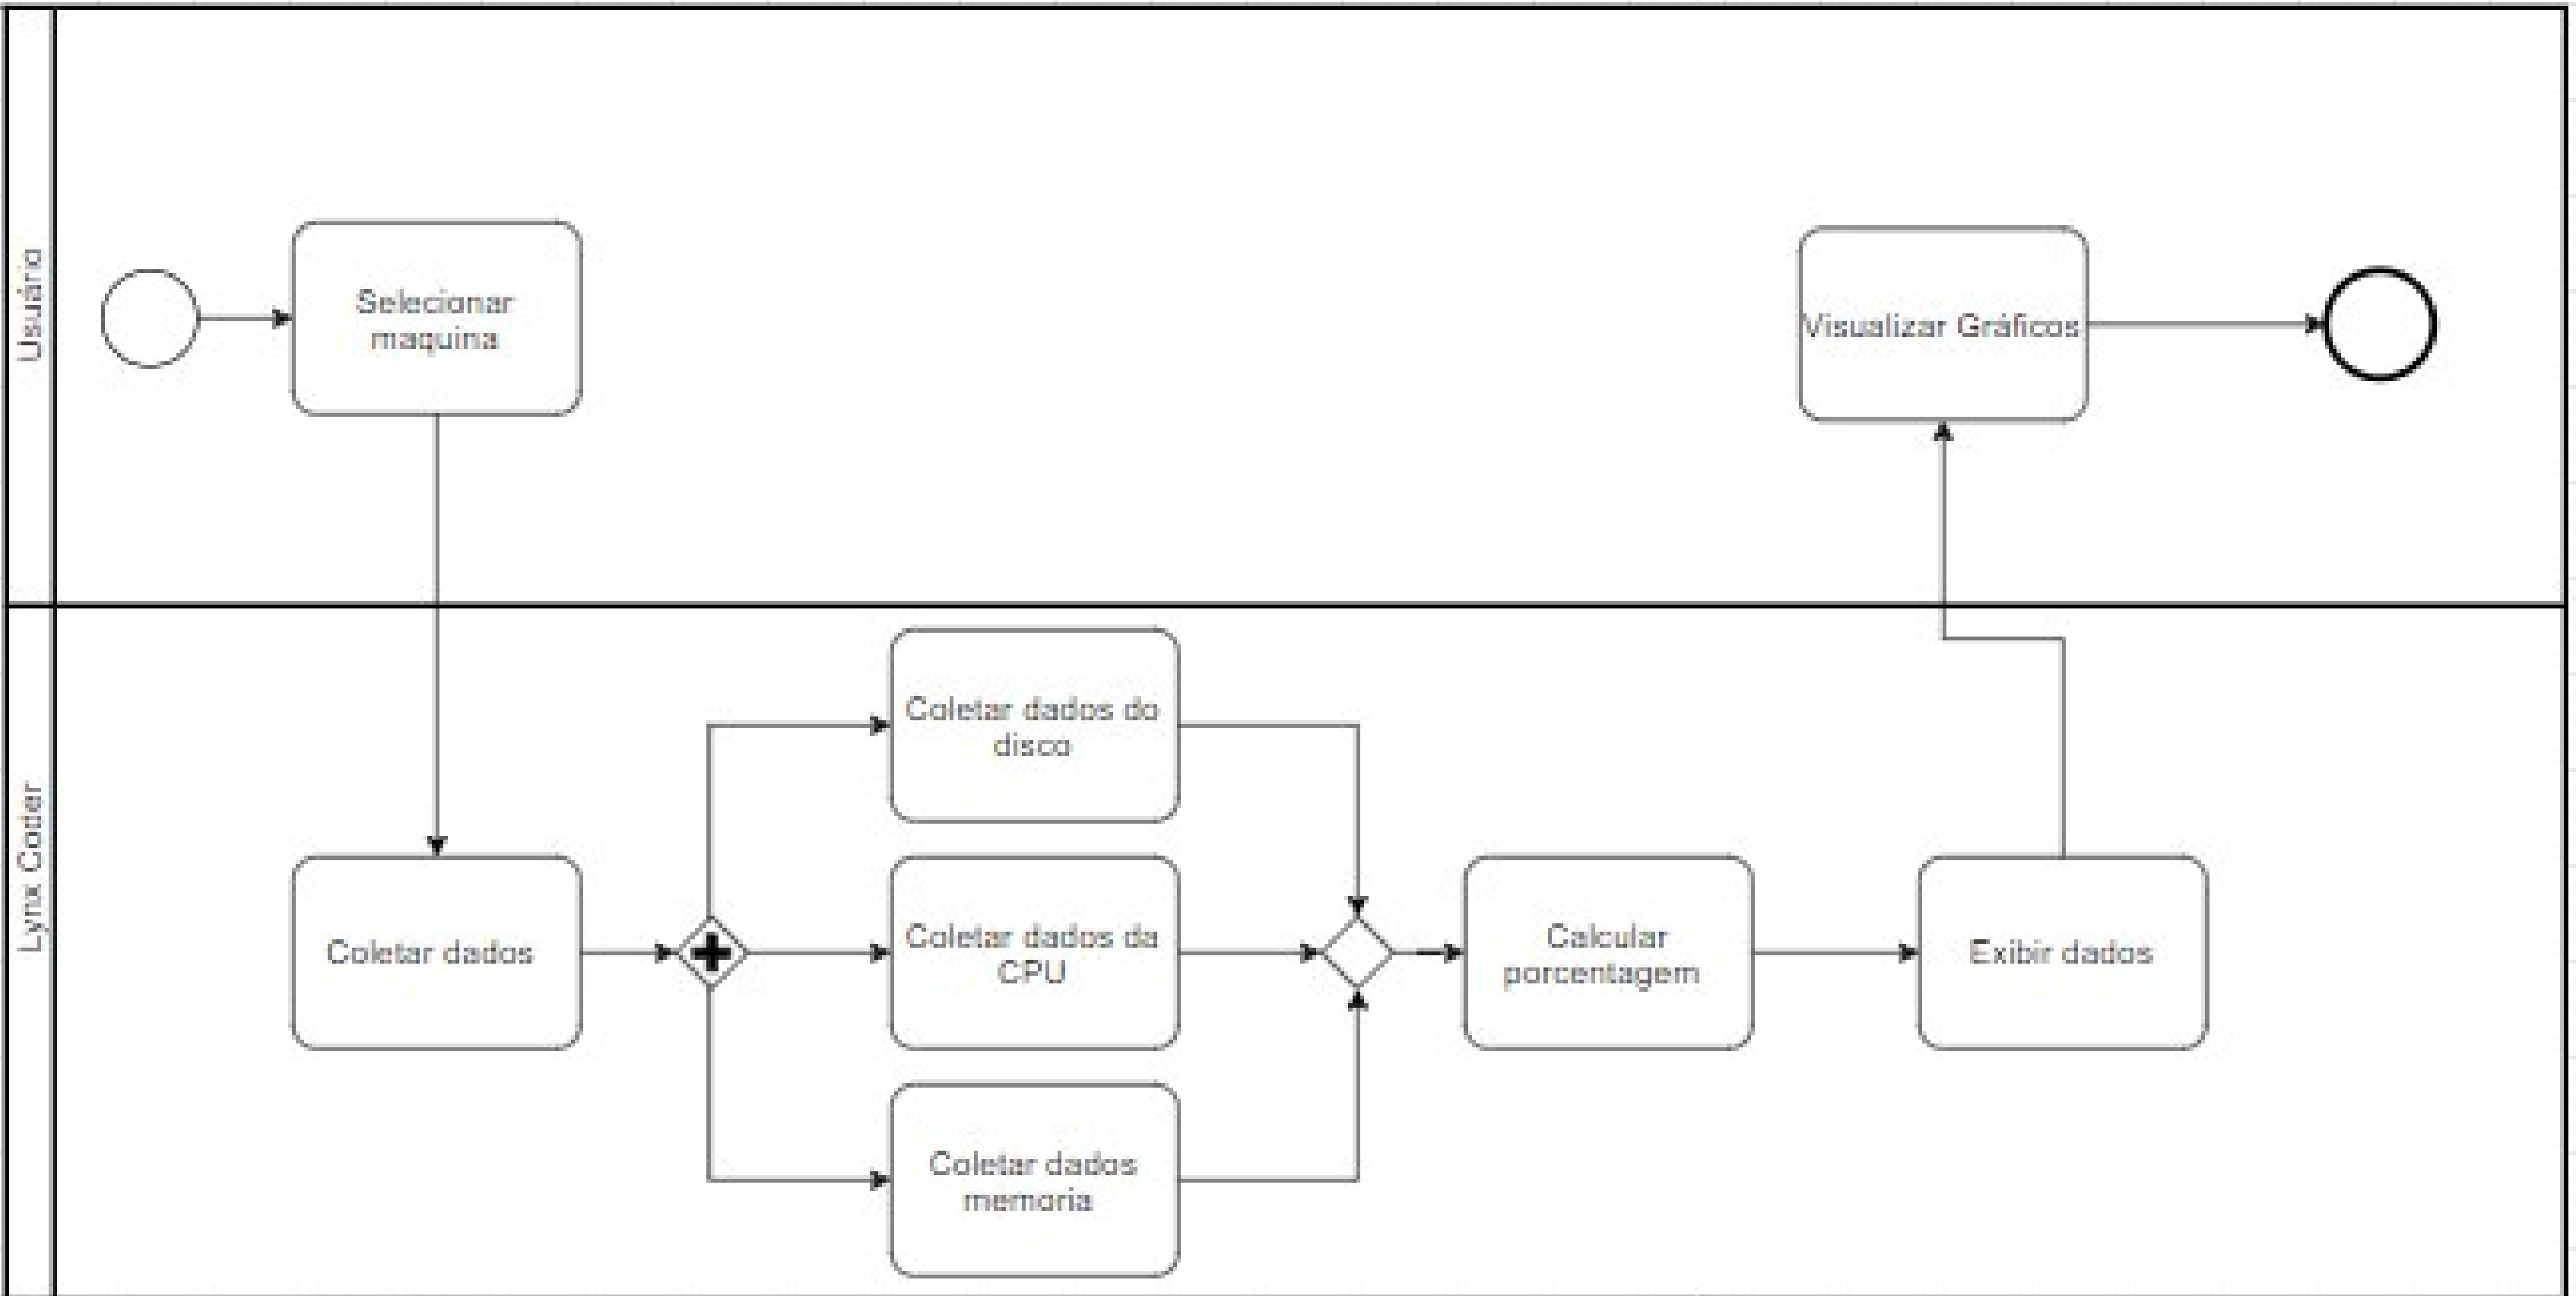 Usuário
Selecionar
maquina
Visualizar Gráficos
Lynx Coder
Coletar dados
Coletar dados do
disco
Coletar dados da
CPU
Coletar dados
memoria
Calcular
porcentagem
Exibir dados